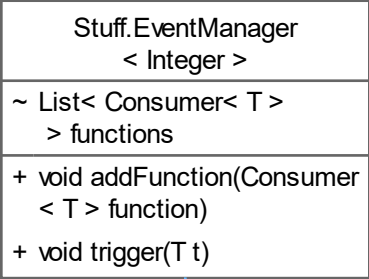 Stuff.EventManager
< Integer >
~ List< Consumer< T >
> functions
+ void addFunction(Consumer
< T > function)
+ void trigger(T t)